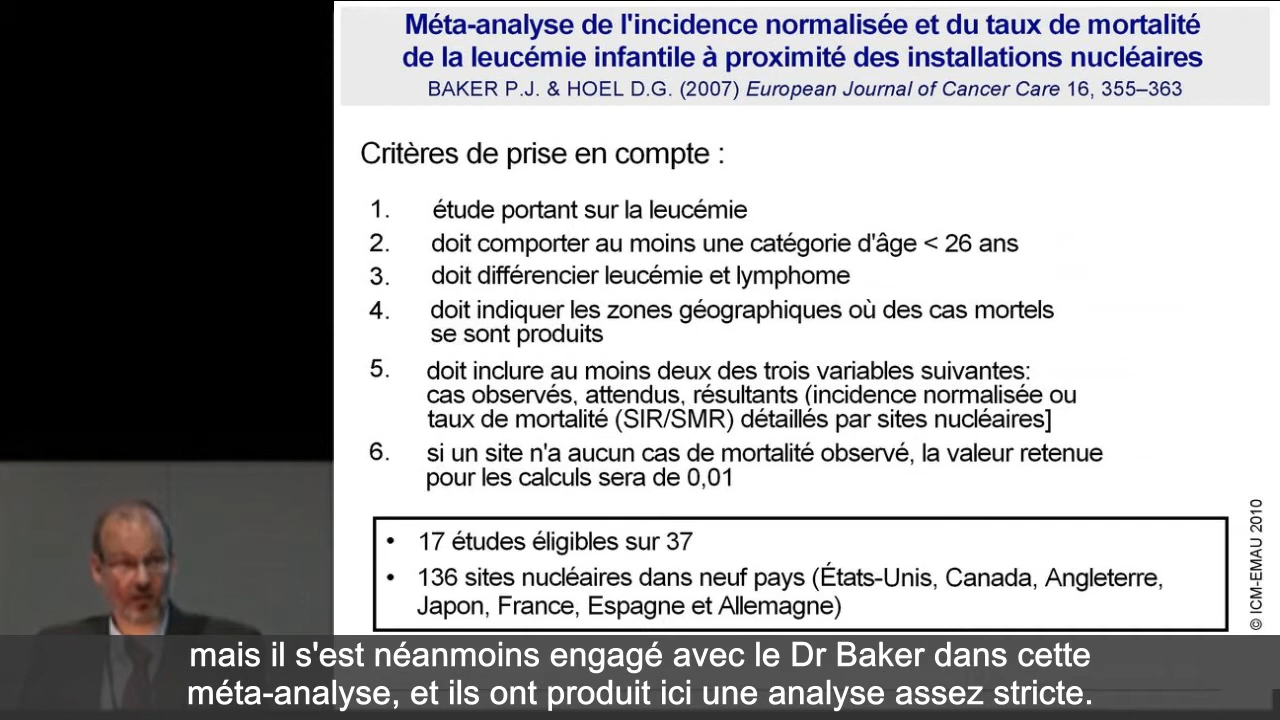 Méta-analyse de l'incidence normalisée et du taux de mortalité
de la leucémie infantile à proximité des installations nucléaires
BAKER P.J. & HOEL D.G. (2007) European Journal of Cancer Care 16, 355–363
Critères de prise en compte :
1. étude portant sur la leucémie
2. doit comporter au moins une catégorie d'âge < 26 ans
3. doit différencier leucémie et lymphome
4. doit indiquer les zones géographiques où des cas mortels
se sont produits
5. doit inclure au moins deux des trois variables suivantes:
cas observés, attendus, résultants (incidence normalisée ou
taux de mortalité (SIR/SMR) détaillés par sites nucléaires]
6. si un site n'a aucun cas de mortalité observé, la valeur retenue
pour les calculs sera de 0,01
• 17 études éligibles sur 37
• 136 sites nucléaires dans neuf pays (États-Unis, Canada, Angleterre,
Japon, France, Espagne et Allemagne)
© ICM-EMAU 2010
mais il s'est néanmoins engagé avec le Dr Baker dans cette
méta-analyse, et ils ont produit ici une analyse assez stricte.